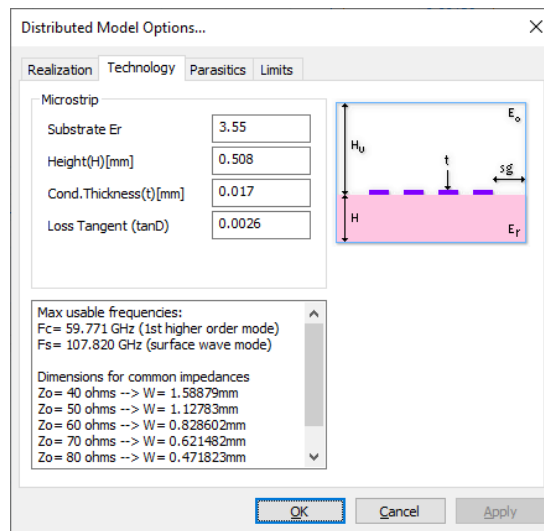 Distributed Model Options...
Realization Technology Parasitics Limits
Microstrip
Substrate Er 3.55
Height(H)[mm] 0.508
Cond.Thickness(t)[mm] 0.017
Loss Tangent (tanD) 0.0026
Eo
Hu
t
sg
H
Er
Max usable frequencies:
Fc= 59.771 GHz (1st higher order mode)
Fs= 107.820 GHz (surface wave mode)
Dimensions for common impedances
Zo= 40 ohms --> W= 1.58879mm
Zo= 50 ohms --> W= 1.12783mm
Zo= 60 ohms --> W= 0.828602mm
Zo= 70 ohms --> W= 0.621482mm
Zo= 80 ohms --> W= 0.471823mm
OK Cancel Apply